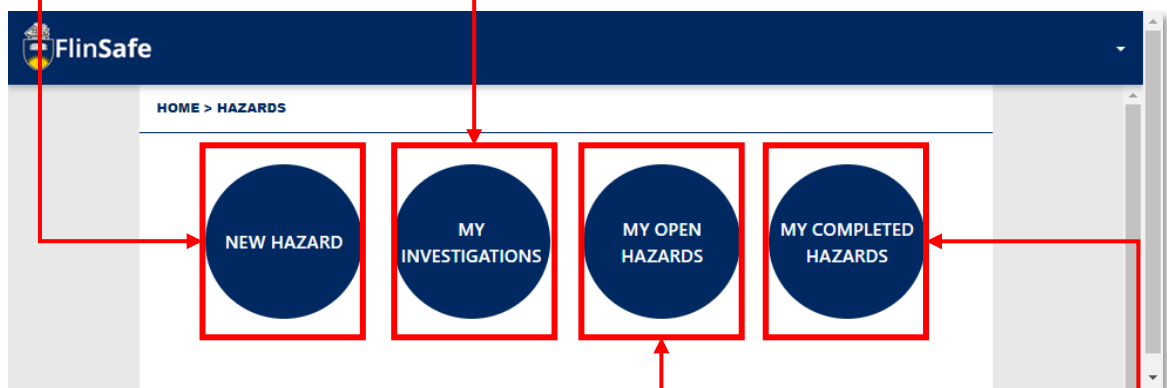 FlinSafe
HOME > HAZARDS
NEW HAZARD
MY
INVESTIGATIONS
MY OPEN
HAZARDS
MY COMPLETED
HAZARDS